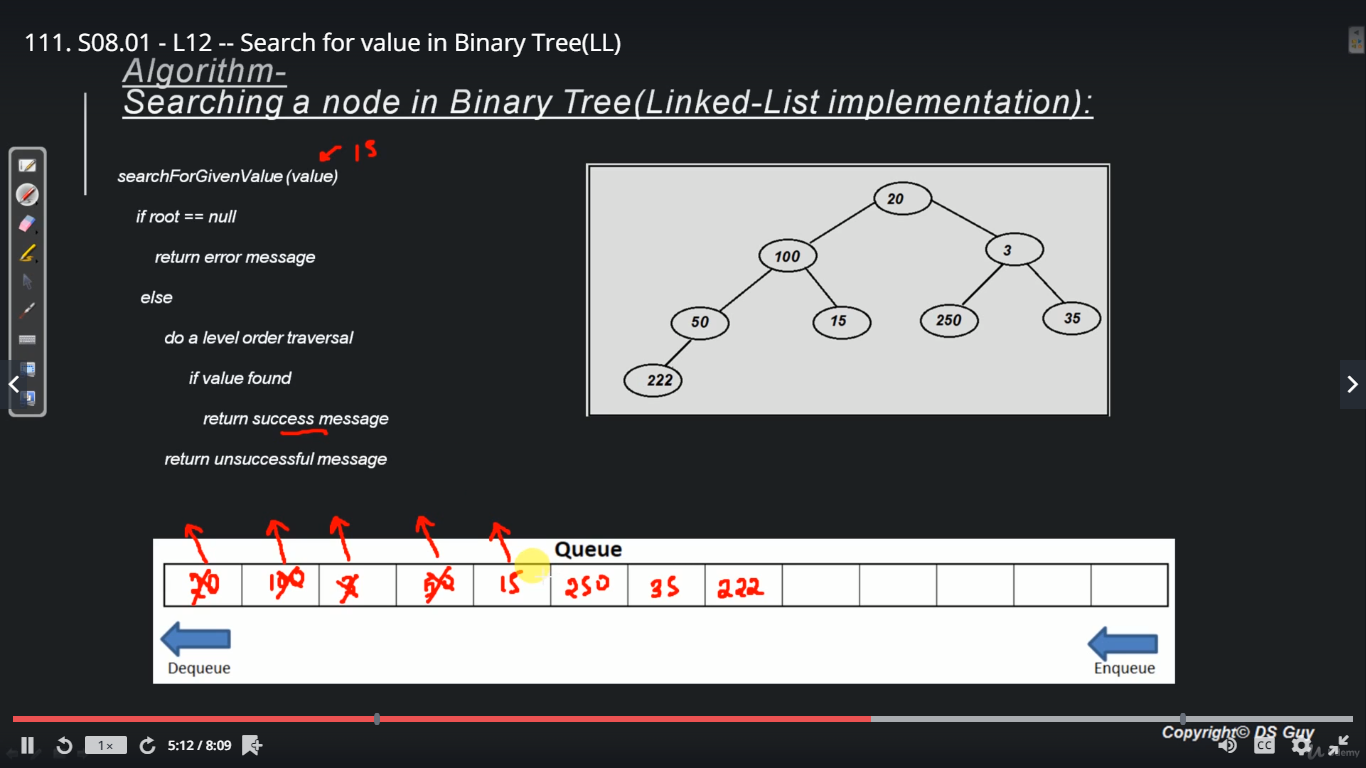 111. S08.01 - L12 -- Search for value in Binary Tree(LL)
Algorithm-
Searching a node in Binary Tree(Linked-List implementation):
15
searchForGivenValue (value)
if root == null
return error message
else
do a level order traversal
if value found
return success message
return unsuccessful message
20
100
3
50
15
250
35
222
Queue
20 100 3 50 15 250 35 222
Dequeue
Enqueue
Copyright© DS Guy
1x
5:12 / 8:09
CC